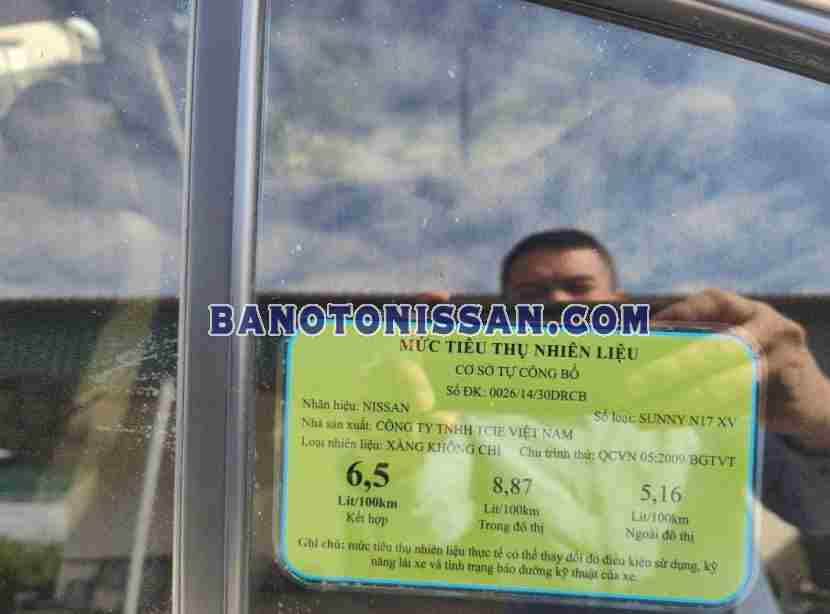 BANOTONISSAN.COM
MỨC TIÊU THỤ NHIÊN LIỆU
CƠ SỞ TỰ CÔNG BỐ
Số ĐK: 0026/14/30DRCB
Nhãn hiệu: NISSAN Số loại: SUNNY N17 XV
Nhà sản xuất: CÔNG TY TNHH TCIE VIỆT NAM
Loại nhiên liệu: XĂNG KHÔNG CHÌ Chu trình thử: QCVN 05:2009/BGTVT
6,5 8,87 5,16
Lít/100km Lít/100km Lít/100km
Kết hợp Trong đô thị Ngoài đô thị
Ghi chú: mức tiêu thụ nhiên liệu thực tế có thể thay đổi do điều kiện sử dụng, kỹ
năng lái xe và tình trạng bảo dưỡng kỹ thuật của xe.